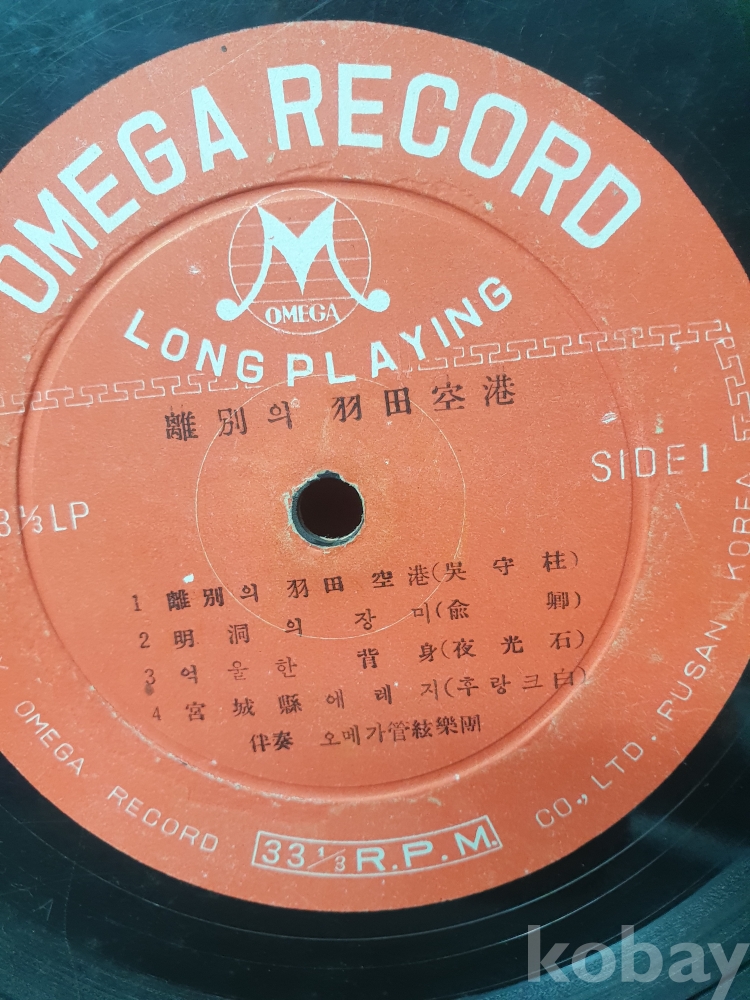 OMEGA RECORD
OMEGA
LONG PLAYING
離別의 羽田空港
3⅓ LP
SIDE 1
1 離別의 羽田空港(吳守柱)
2 明洞의 장미(兪 卿)
3 억울한 背身(夜光石)
4 宮城縣에레지(후랑크白)
伴奏 오메가管絃樂團
Y OMEGA RECORD CO., LTD. PUSAN KOREA
33 ⅓ R.P.M.
kobay